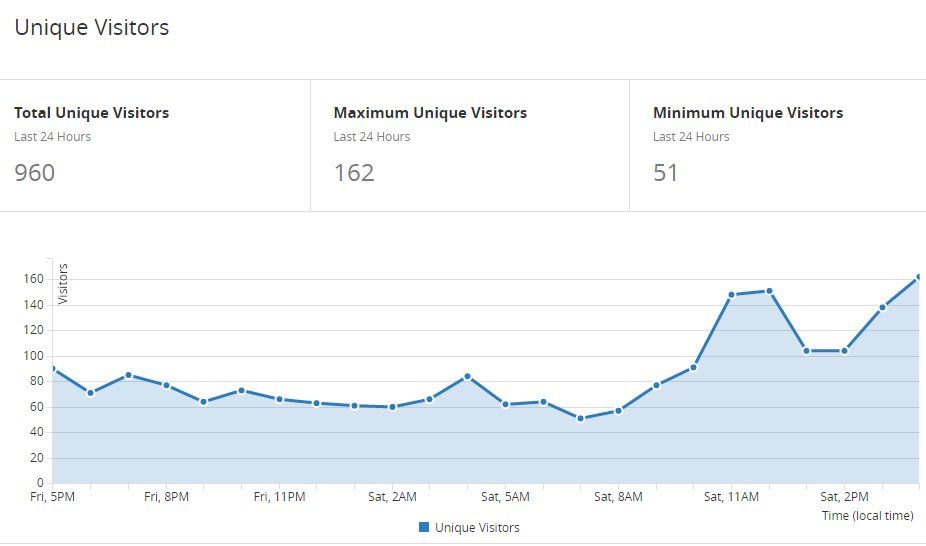 Unique Visitors
Total Unique Visitors
Last 24 Hours
960
Maximum Unique Visitors
Last 24 Hours
162
Minimum Unique Visitors
Last 24 Hours
51
Visitors
160
140
120
100
80
60
40
20
0
Fri, 5PM Fri, 8PM Fri, 11PM Sat, 2AM Sat, 5AM Sat, 8AM Sat, 11AM Sat, 2PM
Time (local time)
Unique Visitors